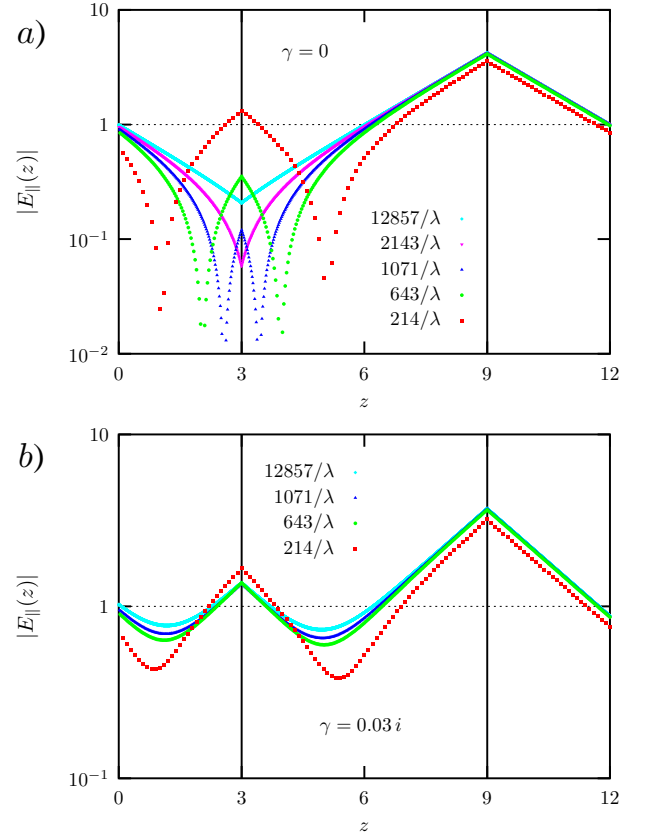 a)
10
1
10⁻¹
10⁻²
|E∥(z)|
γ = 0
12857/λ
2143/λ
1071/λ
643/λ
214/λ
0 3 6 9 12
z
b)
10
1
10⁻¹
|E∥(z)|
12857/λ
1071/λ
643/λ
214/λ
γ = 0.03 i
0 3 6 9 12
z